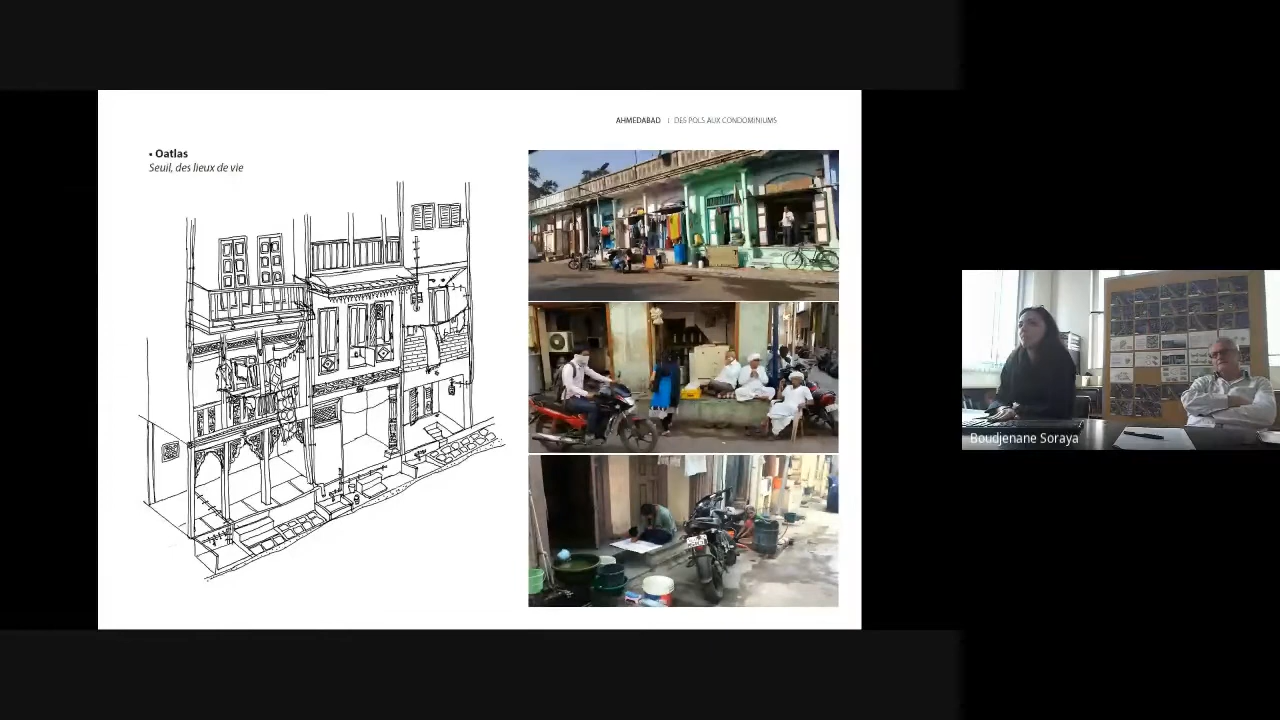 AHMEDABAD | DES POLS AUX CONDOMINIUMS
▪ Oatlas
Seuil, des lieux de vie
Boudjenane Soraya